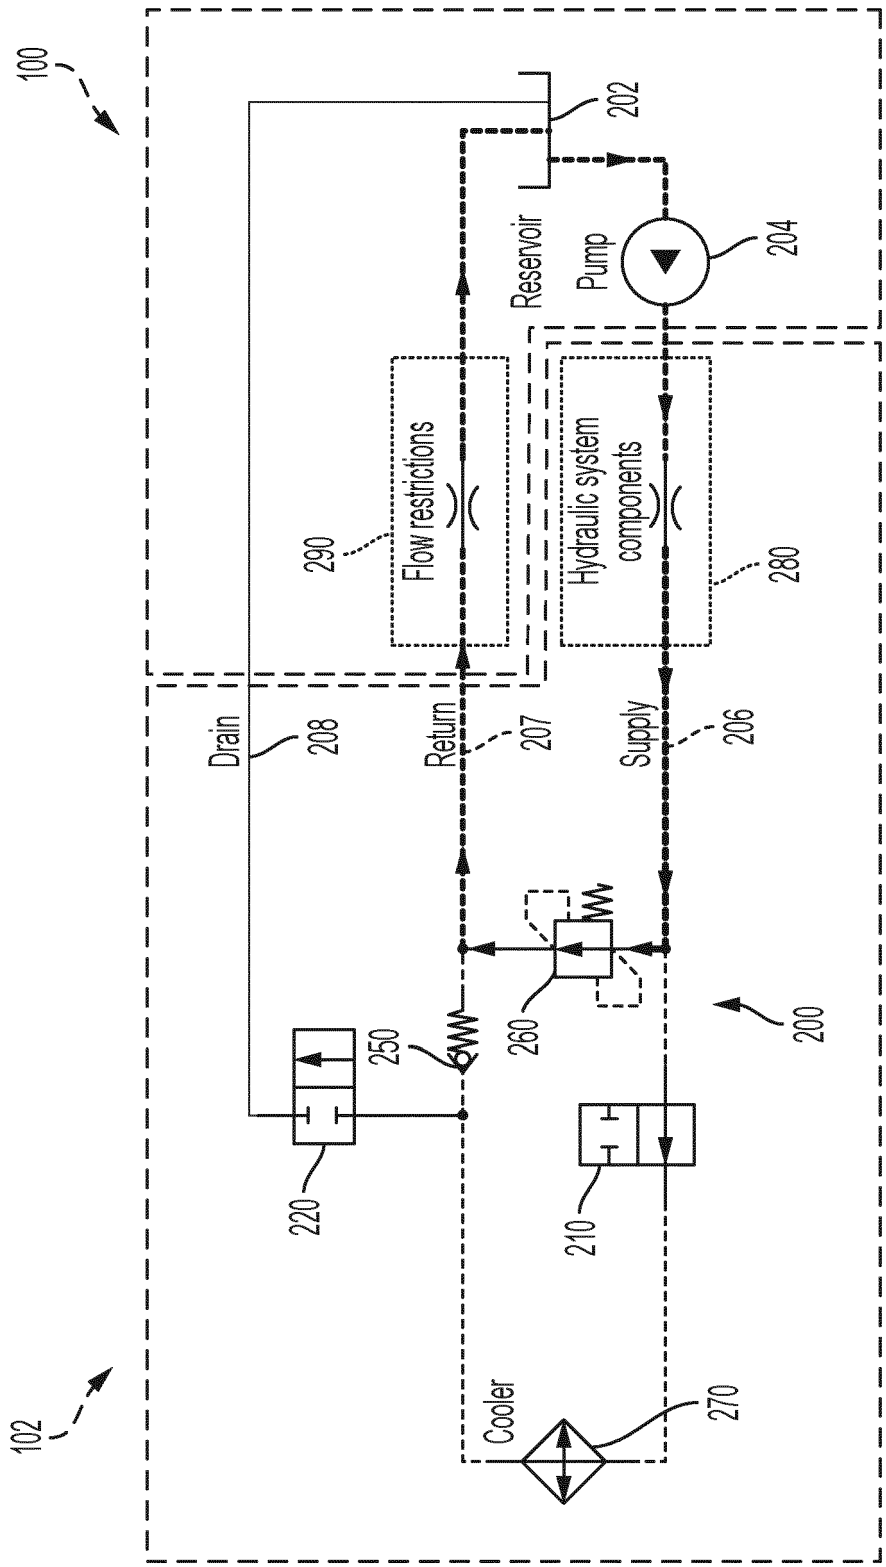 102
100
220
Drain
208
250
290
Flow restrictions
Return
207
Cooler
260
Reservoir
202
210
Hydraulic system
components
Pump
Supply
206
270
200
280
204